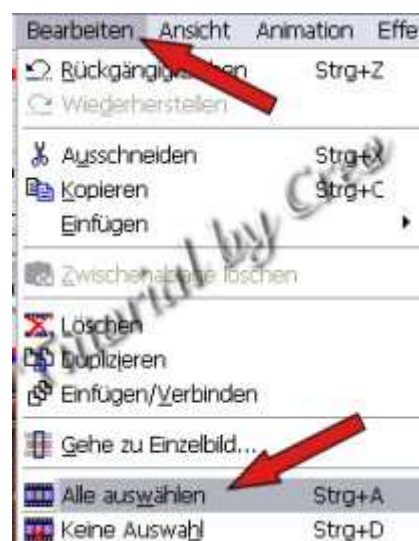 Bearbeiten Ansicht Animation Effe
Rückgängig Strg+Z
Wiederherstellen
Ausschneiden Strg+X
Kopieren Strg+C
Einfügen
Zwischenablage löschen
Löschen
Duplizieren
Einfügen/Verbinden
Gehe zu Einzelbild...
Alle auswählen Strg+A
Keine Auswahl Strg+D
Tutorial by